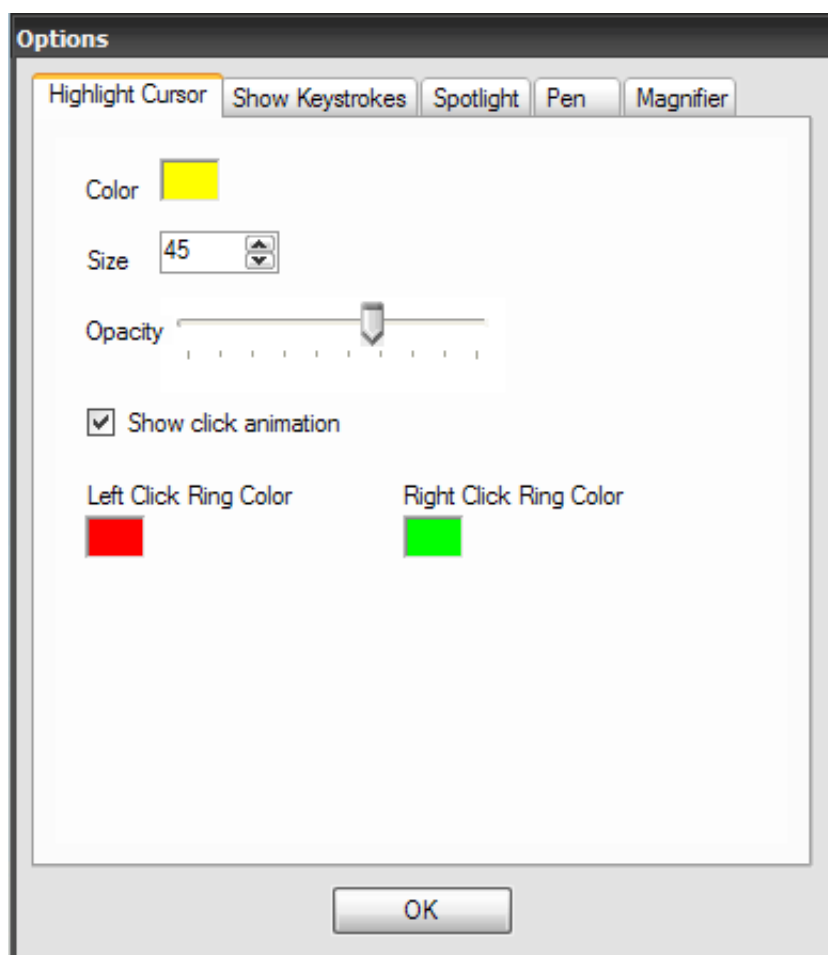 Options
Highlight Cursor Show Keystrokes Spotlight Pen Magnifier
Color
Size 45
Opacity
Show click animation
Left Click Ring Color Right Click Ring Color
OK